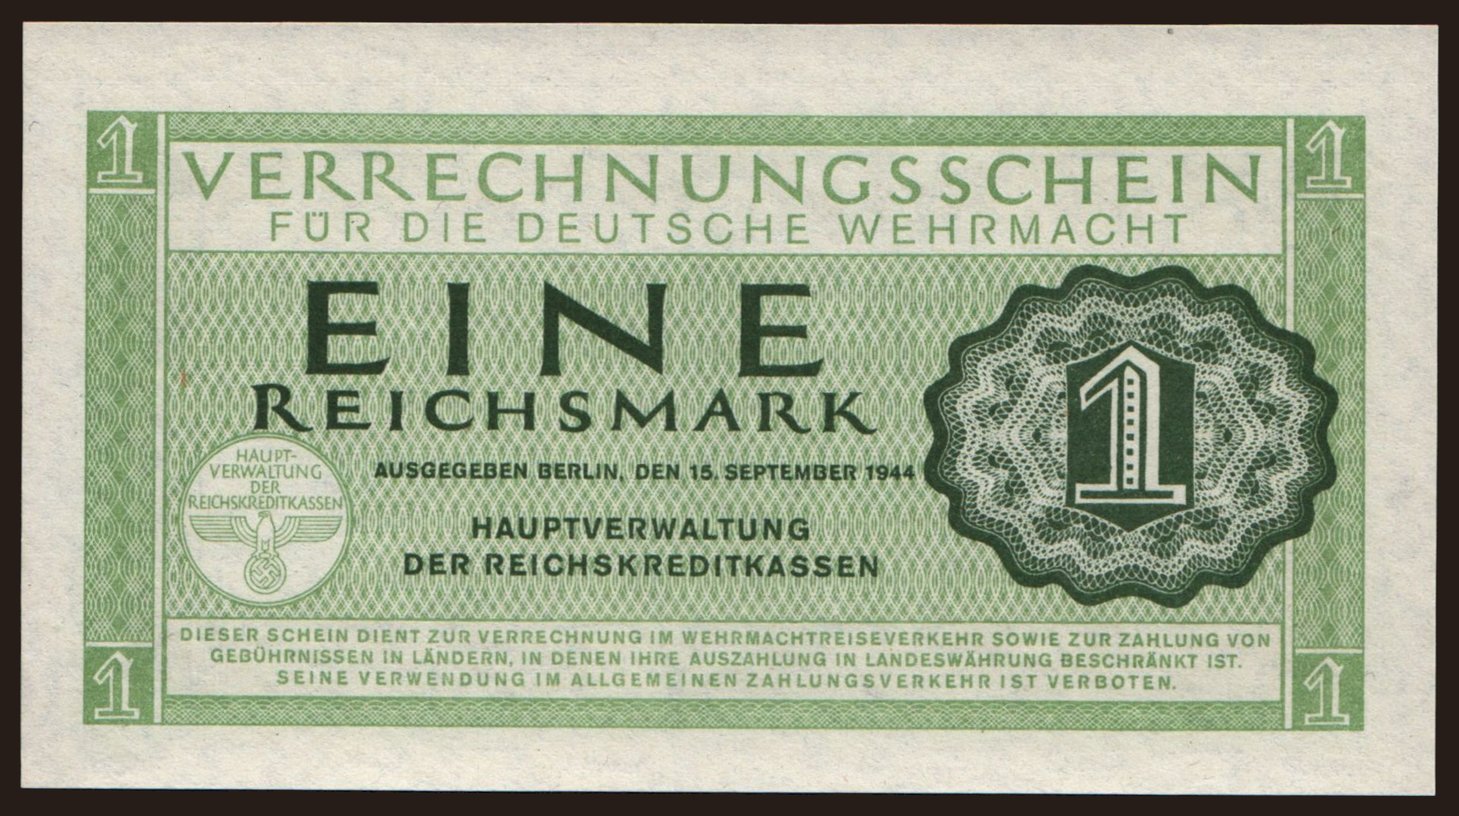 1
1
VERRECHNUNGSSCHEIN
FÜR DIE DEUTSCHE WEHRMACHT
EINE
REICHSMARK
HAUPT-
VERWALTUNG
DER
REICHSKREDITKASSEN
AUSGEGEBEN BERLIN, DEN 15. SEPTEMBER 1944
HAUPTVERWALTUNG
DER REICHSKREDITKASSEN
1
DIESER SCHEIN DIENT ZUR VERRECHNUNG IM WEHRMACHTREISEVERKEHR SOWIE ZUR ZAHLUNG VON
GEBÜHRNISSEN IN LÄNDERN, IN DENEN IHRE AUSZAHLUNG IN LANDESWÄHRUNG BESCHRÄNKT IST.
SEINE VERWENDUNG IM ALLGEMEINEN ZAHLUNGSVERKEHR IST VERBOTEN.
1
1